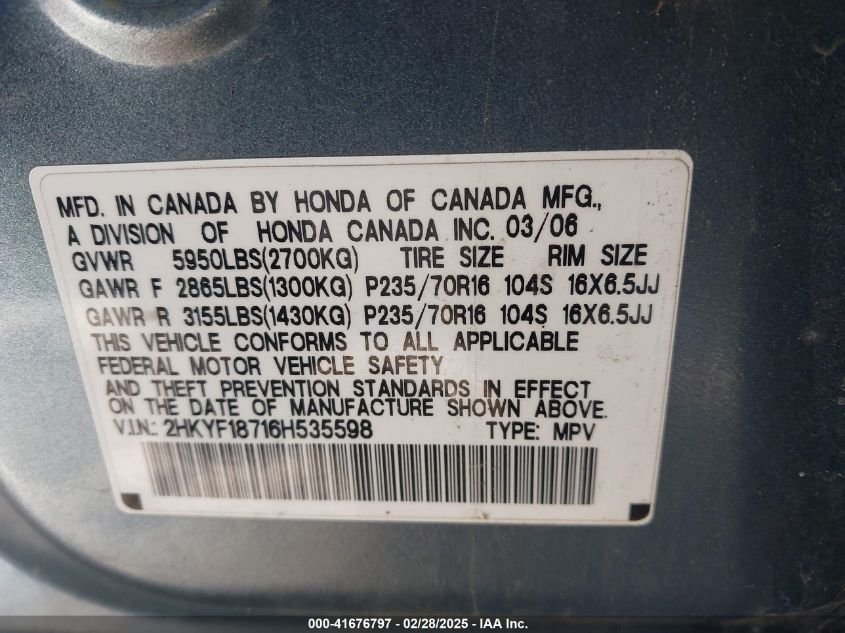 MFD. IN CANADA BY HONDA OF CANADA MFG.,
A DIVISION OF HONDA CANADA INC. 03/06
GVWR 5950LBS(2700KG) TIRE SIZE RIM SIZE
GAWR F 2865LBS(1300KG) P235/70R16 104S 16X6.5JJ
GAWR R 3155LBS(1430KG) P235/70R16 104S 16X6.5JJ
THIS VEHICLE CONFORMS TO ALL APPLICABLE
FEDERAL MOTOR VEHICLE SAFETY
AND THEFT PREVENTION STANDARDS IN EFFECT
ON THE DATE OF MANUFACTURE SHOWN ABOVE.
V.I.N.: 2HKYF18716H535598 TYPE: MPV
000-41676797 - 02/28/2025 - IAA Inc.